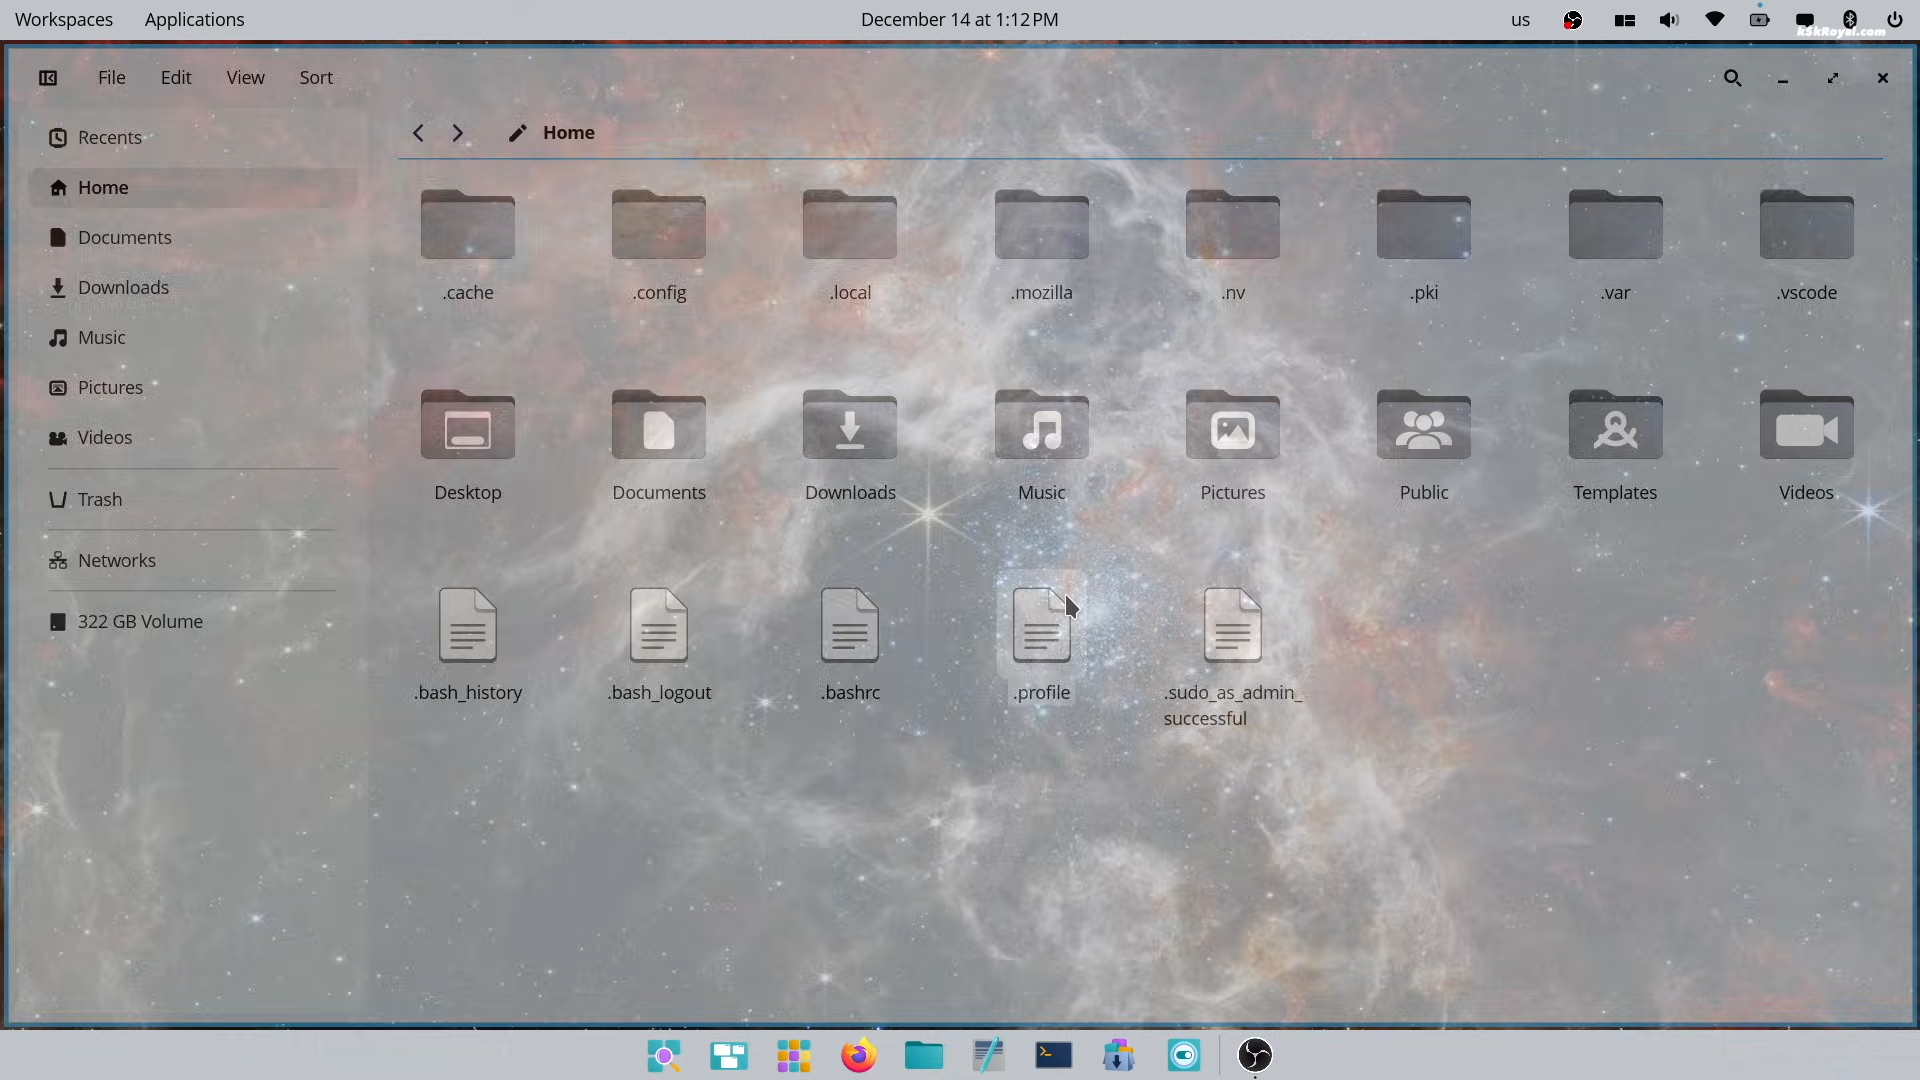 Workspaces Applications December 14 at 1:12 PM us
kSkRoyal.com
File Edit View Sort
Recents
Home
Documents
Downloads
Music
Pictures
Videos
Trash
Networks
322 GB Volume
Home
.cache .config .local .mozilla .nv .pki .var .vscode
Desktop Documents Downloads Music Pictures Public Templates Videos
.bash_history .bash_logout .bashrc .profile .sudo_as_admin_
successful